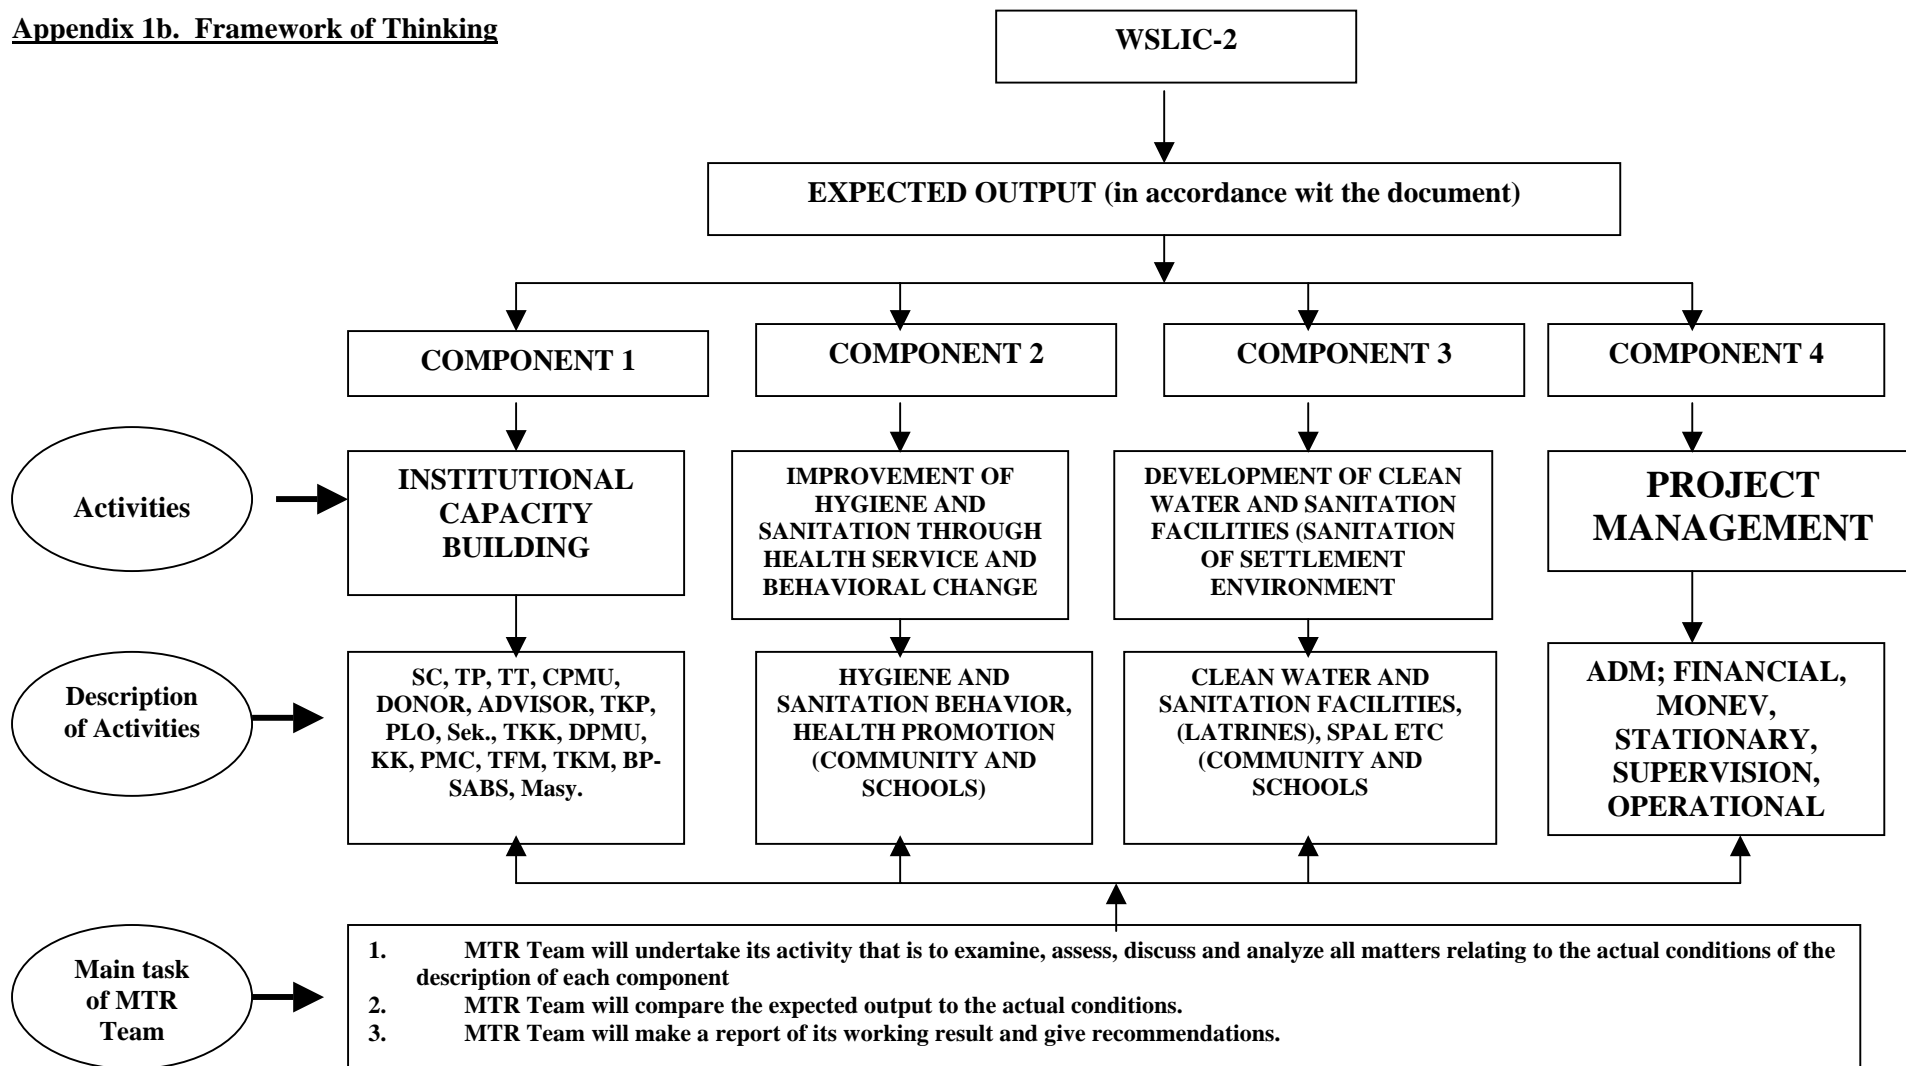 Appendix 1b. Framework of Thinking
WSLIC-2
EXPECTED OUTPUT (in accordance wit the document)
COMPONENT 1
COMPONENT 2
COMPONENT 3
COMPONENT 4
Activities
INSTITUTIONAL
CAPACITY
BUILDING
IMPROVEMENT OF
HYGIENE AND
SANITATION THROUGH
HEALTH SERVICE AND
BEHAVIORAL CHANGE
DEVELOPMENT OF CLEAN
WATER AND SANITATION
FACILITIES (SANITATION
OF SETTLEMENT
ENVIRONMENT
PROJECT
MANAGEMENT
Description
of Activities
SC, TP, TT, CPMU,
DONOR, ADVISOR, TKP,
PLO, Sek., TKK, DPMU,
KK, PMC, TFM, TKM, BP-
SABS, Masy.
HYGIENE AND
SANITATION BEHAVIOR,
HEALTH PROMOTION
(COMMUNITY AND
SCHOOLS)
CLEAN WATER AND
SANITATION FACILITIES,
(LATRINES), SPAL ETC
(COMMUNITY AND
SCHOOLS
ADM; FINANCIAL,
MONEV,
STATIONARY,
SUPERVISION,
OPERATIONAL
Main task
of MTR
Team
1. MTR Team will undertake its activity that is to examine, assess, discuss and analyze all matters relating to the actual conditions of the
description of each component
2. MTR Team will compare the expected output to the actual conditions.
3. MTR Team will make a report of its working result and give recommendations.